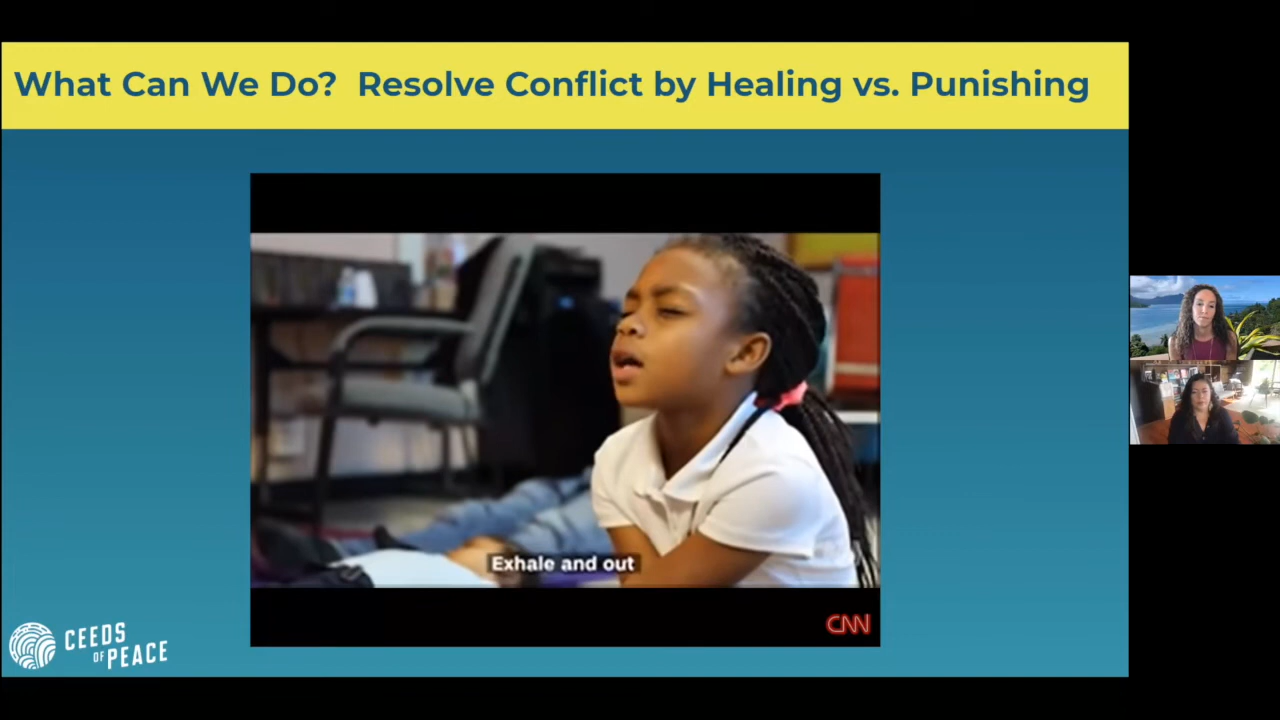 What Can We Do?  Resolve Conflict by Healing vs. Punishing
Exhale and out
CNN
CEEDS
OF PEACE